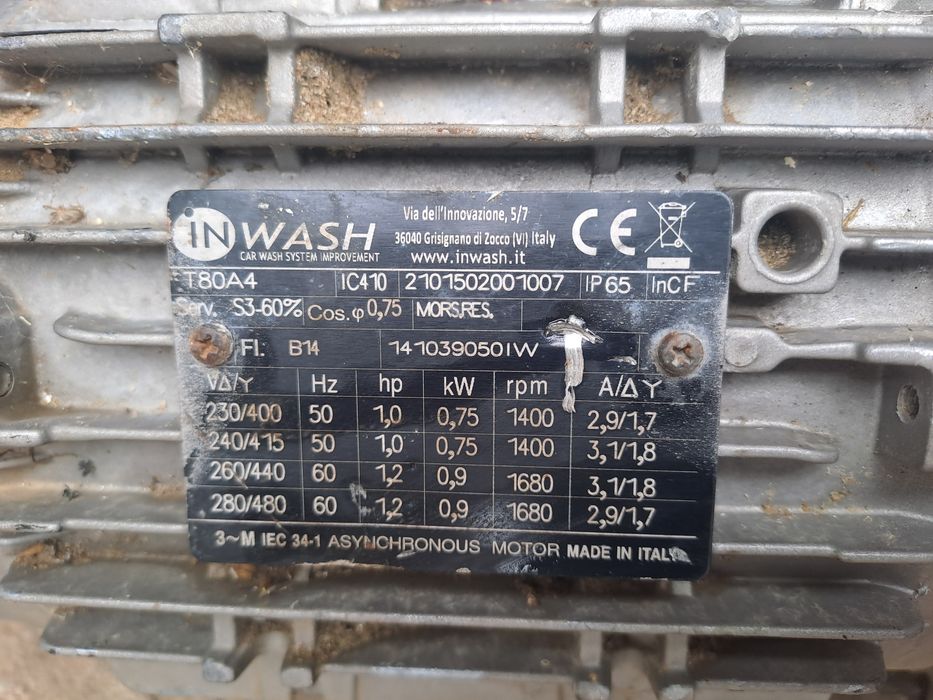 iN WASH
CAR WASH SYSTEM IMPROVEMENT
Via dell'Innovazione, 5/7
36040 Grisignano di Zocco (VI) Italy
www.inwash.it
CE
T80A4 IC410 2101502001007 IP65 InCF
Serv. S3-60% Cos.φ 0,75 MORS.RES.
Fl. B14 141039050IW
VΔ/Y Hz hp kW rpm A/Δ Y
230/400 50 1,0 0,75 1400 2,9/1,7
240/415 50 1,0 0,75 1400 3,1/1,8
260/440 60 1,2 0,9 1680 3,1/1,8
280/480 60 1,2 0,9 1680 2,9/1,7
3~M IEC 34-1 ASYNCHRONOUS MOTOR MADE IN ITALY